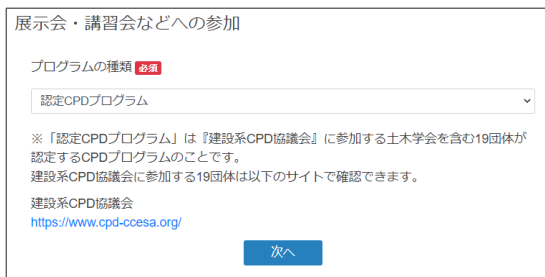 展示会・講習会などへの参加
プログラムの種類 必須
認定CPDプログラム
※「認定CPDプログラム」は『建設系CPD協議会』に参加する土木学会を含む19団体が
認定するCPDプログラムのことです。
建設系CPD協議会に参加する19団体は以下のサイトで確認できます。
建設系CPD協議会
https://www.cpd-ccesa.org/
次へ